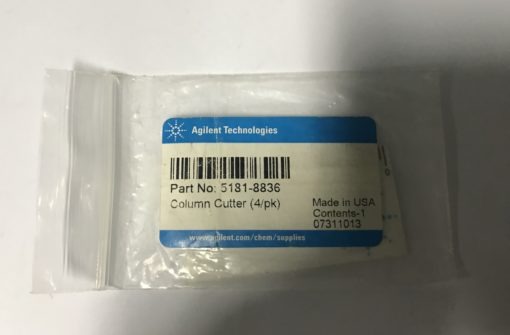 Agilent Technologies
Part No: 5181-8836
Column Cutter (4/pk)
Made in USA
Contents-1
07311013
www.agilent.com/chem/supplies